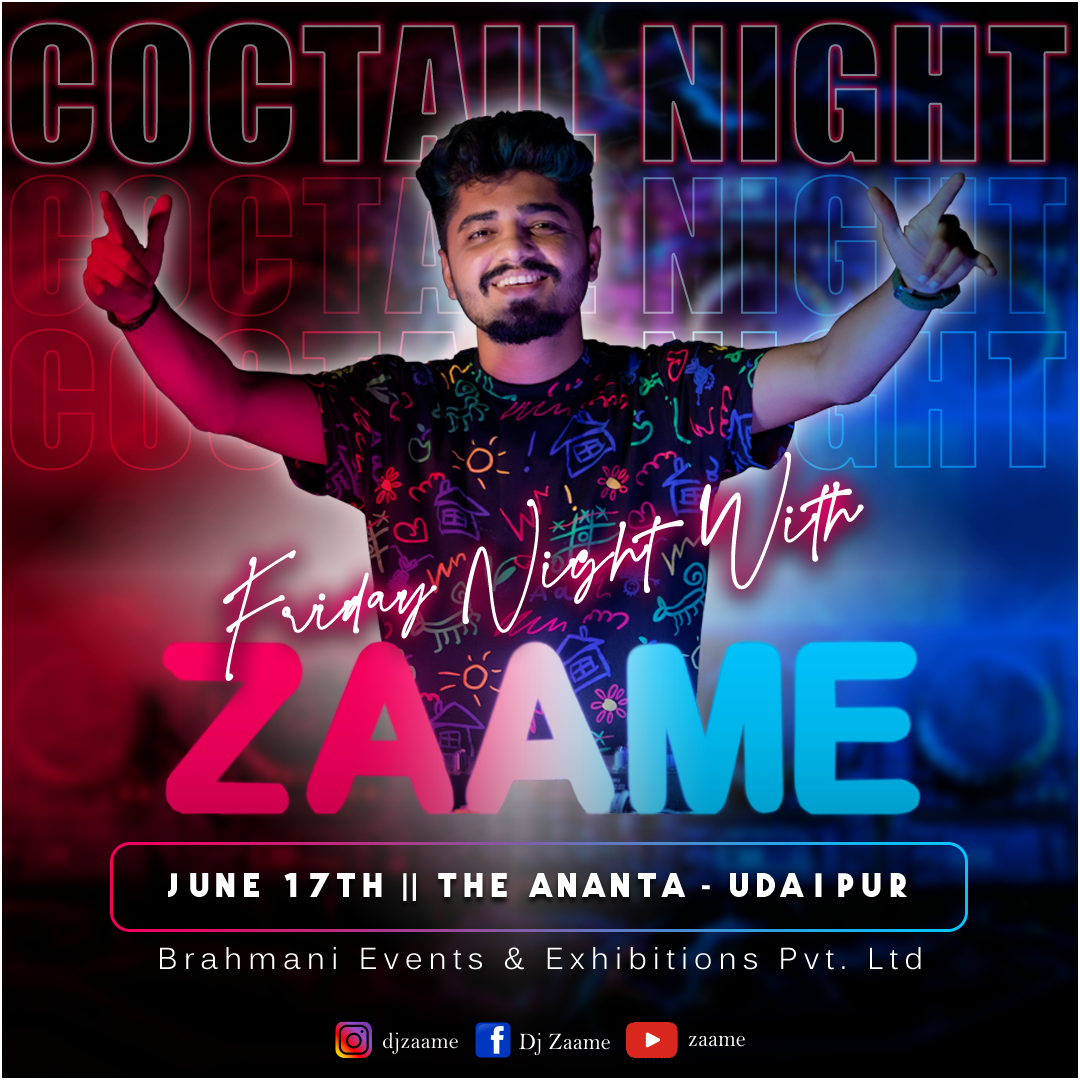 COCTAIL NIGHT
COCTAIL NIGHT
COCTAIL NIGHT
Friday Night With
ZAAME
JUNE 17TH || THE ANANTA - UDAIPUR
Brahmani Events & Exhibitions Pvt. Ltd
djzaame Dj Zaame zaame